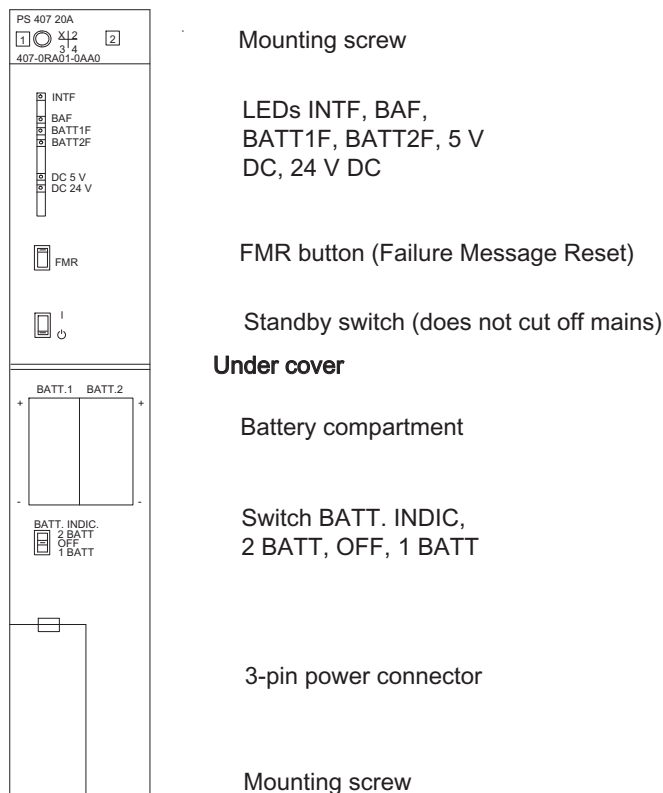 PS 407 20A
1 X 2 2
3 4
407-0RA01-0AA0
Mounting screw
INTF
BAF
BATT1F
BATT2F
DC 5 V
DC 24 V
LEDs INTF, BAF,
BATT1F, BATT2F, 5 V
DC, 24 V DC
FMR
FMR button (Failure Message Reset)
I
Standby switch (does not cut off mains)
Under cover
BATT.1 BATT.2
+ +
Battery compartment
- -
BATT. INDIC.
2 BATT
OFF
1 BATT
Switch BATT. INDIC,
2 BATT, OFF, 1 BATT
3-pin power connector
Mounting screw